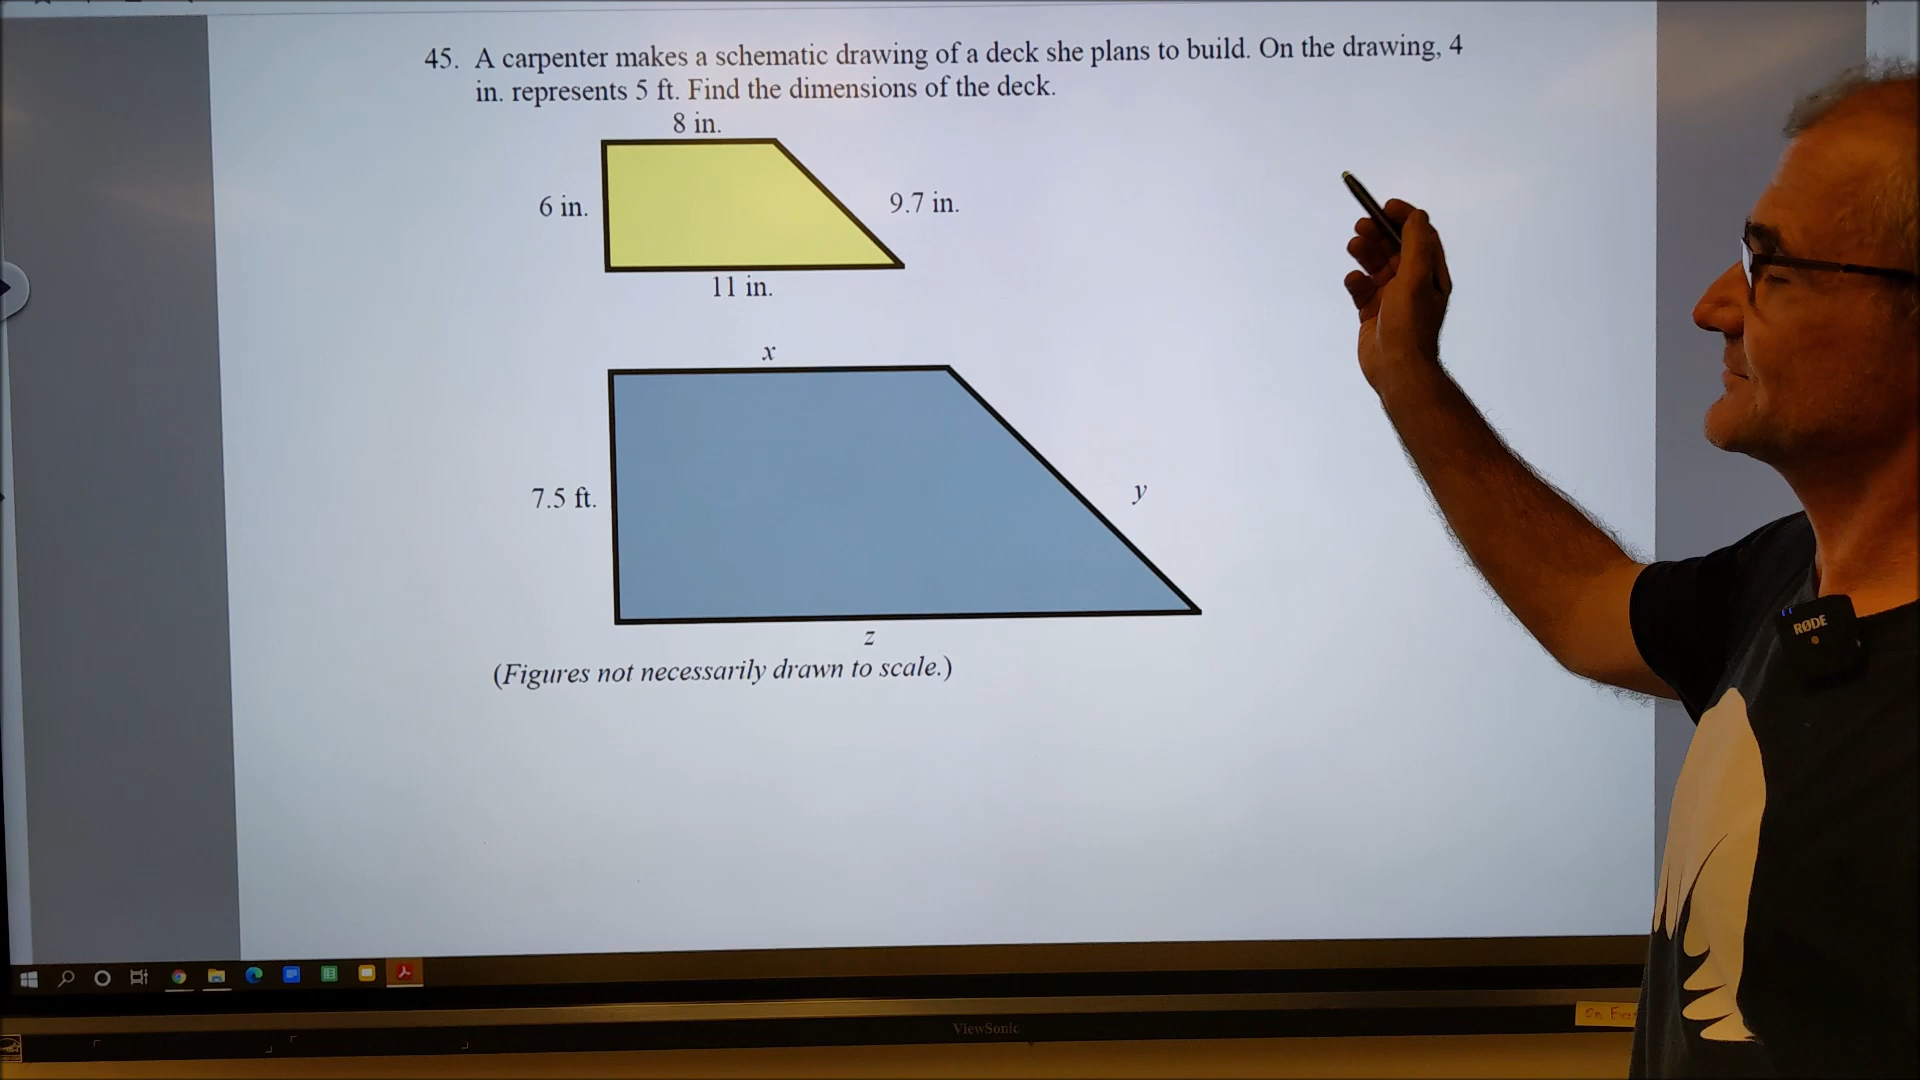 45. A carpenter makes a schematic drawing of a deck she plans to build. On the drawing, 4
in. represents 5 ft. Find the dimensions of the deck.
8 in.
6 in.
9.7 in.
11 in.
x
7.5 ft.
y
z
(Figures not necessarily drawn to scale.)
RØDE
ViewSonic